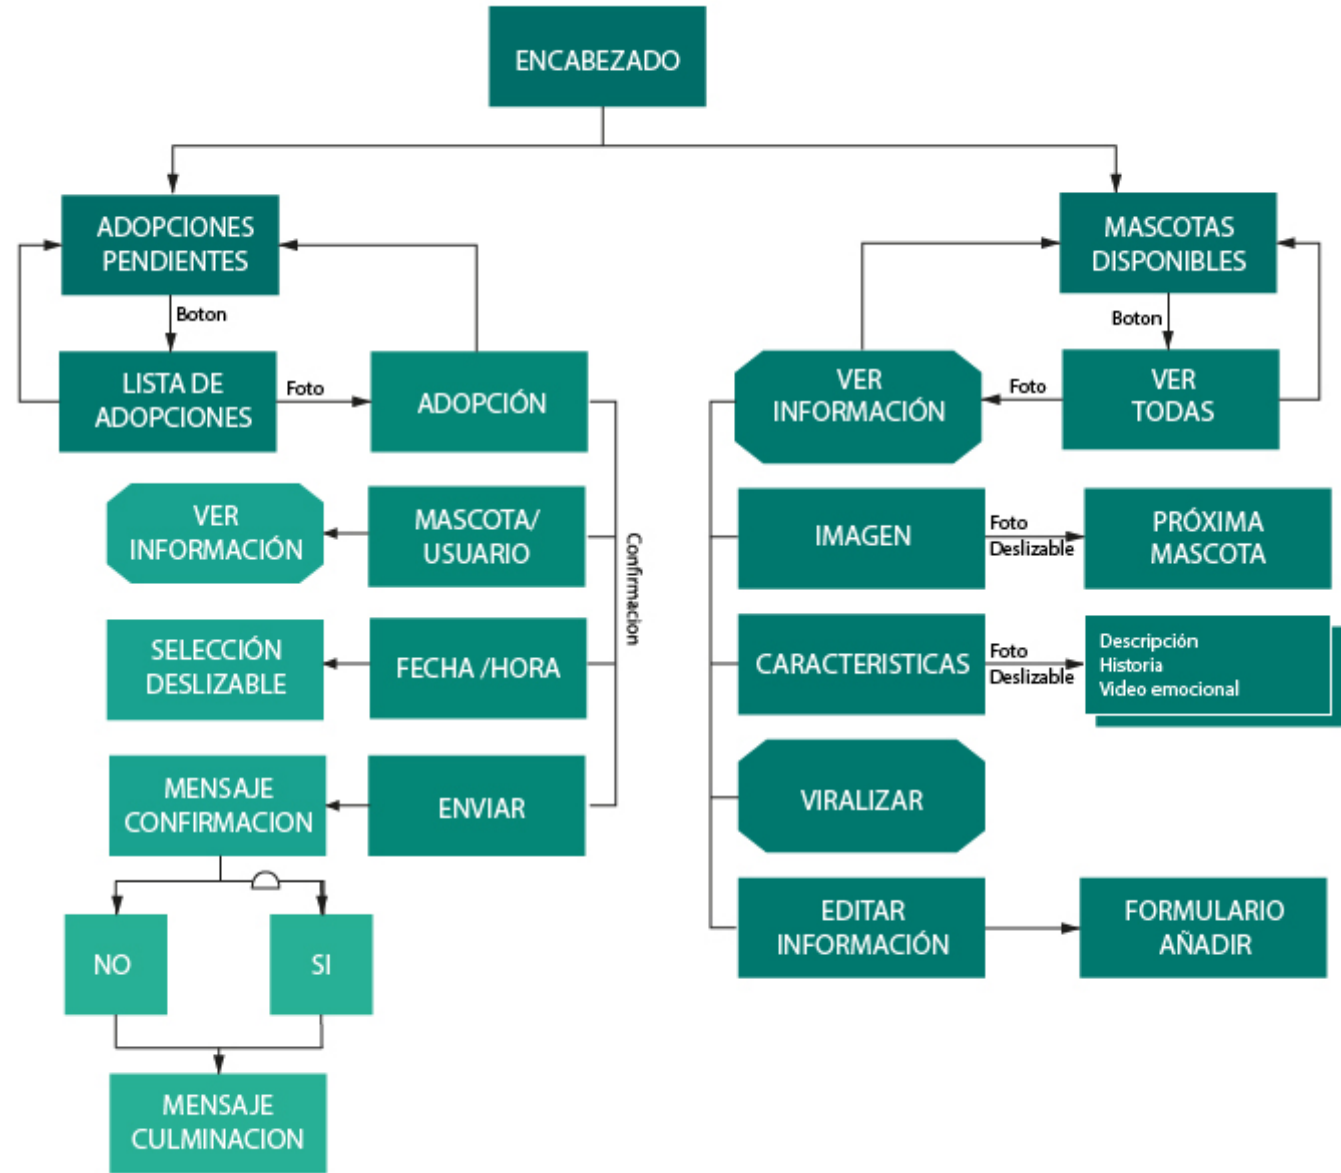 ENCABEZADO
ADOPCIONES
PENDIENTES
MASCOTAS
DISPONIBLES
Boton
Boton
LISTA DE
ADOPCIONES
Foto
ADOPCIÓN
VER
INFORMACIÓN
Foto
VER
TODAS
VER
INFORMACIÓN
MASCOTA/
USUARIO
Confirmacion
IMAGEN
Foto
Deslizable
PRÓXIMA
MASCOTA
SELECCIÓN
DESLIZABLE
FECHA /HORA
CARACTERISTICAS
Foto
Deslizable
Descripción
Historia
Video emocional
MENSAJE
CONFIRMACION
ENVIAR
VIRALIZAR
NO
SI
EDITAR
INFORMACIÓN
FORMULARIO
AÑADIR
MENSAJE
CULMINACION